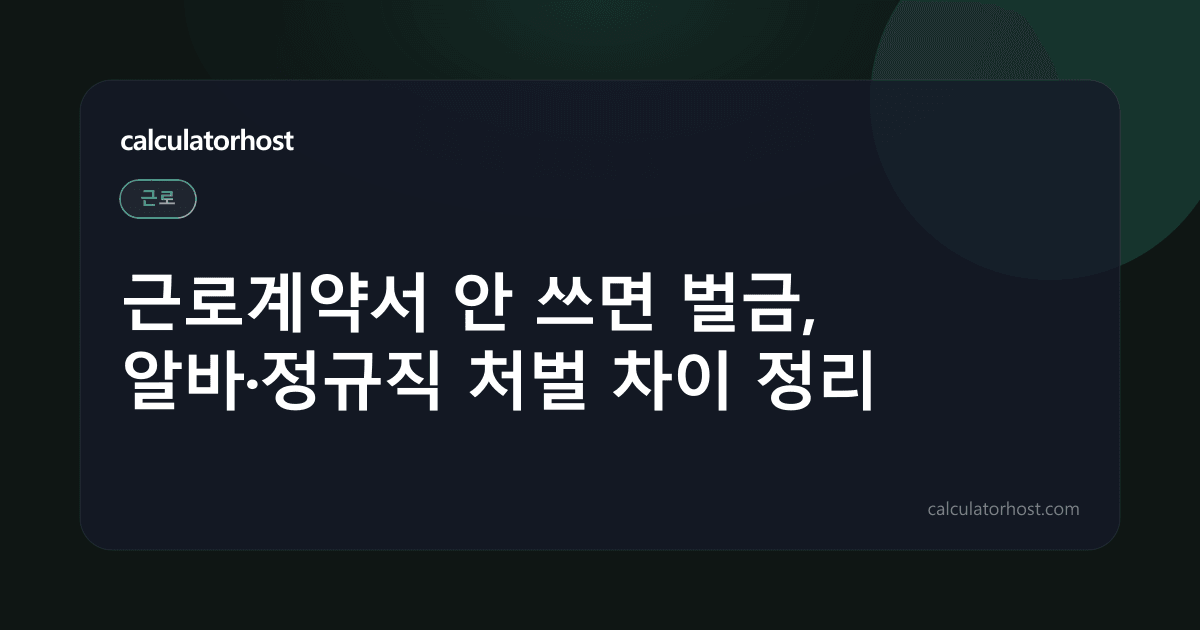 calculatorhost
근로
근로계약서 안 쓰면 벌금,
알바·정규직 처벌 차이 정리
calculatorhost.com